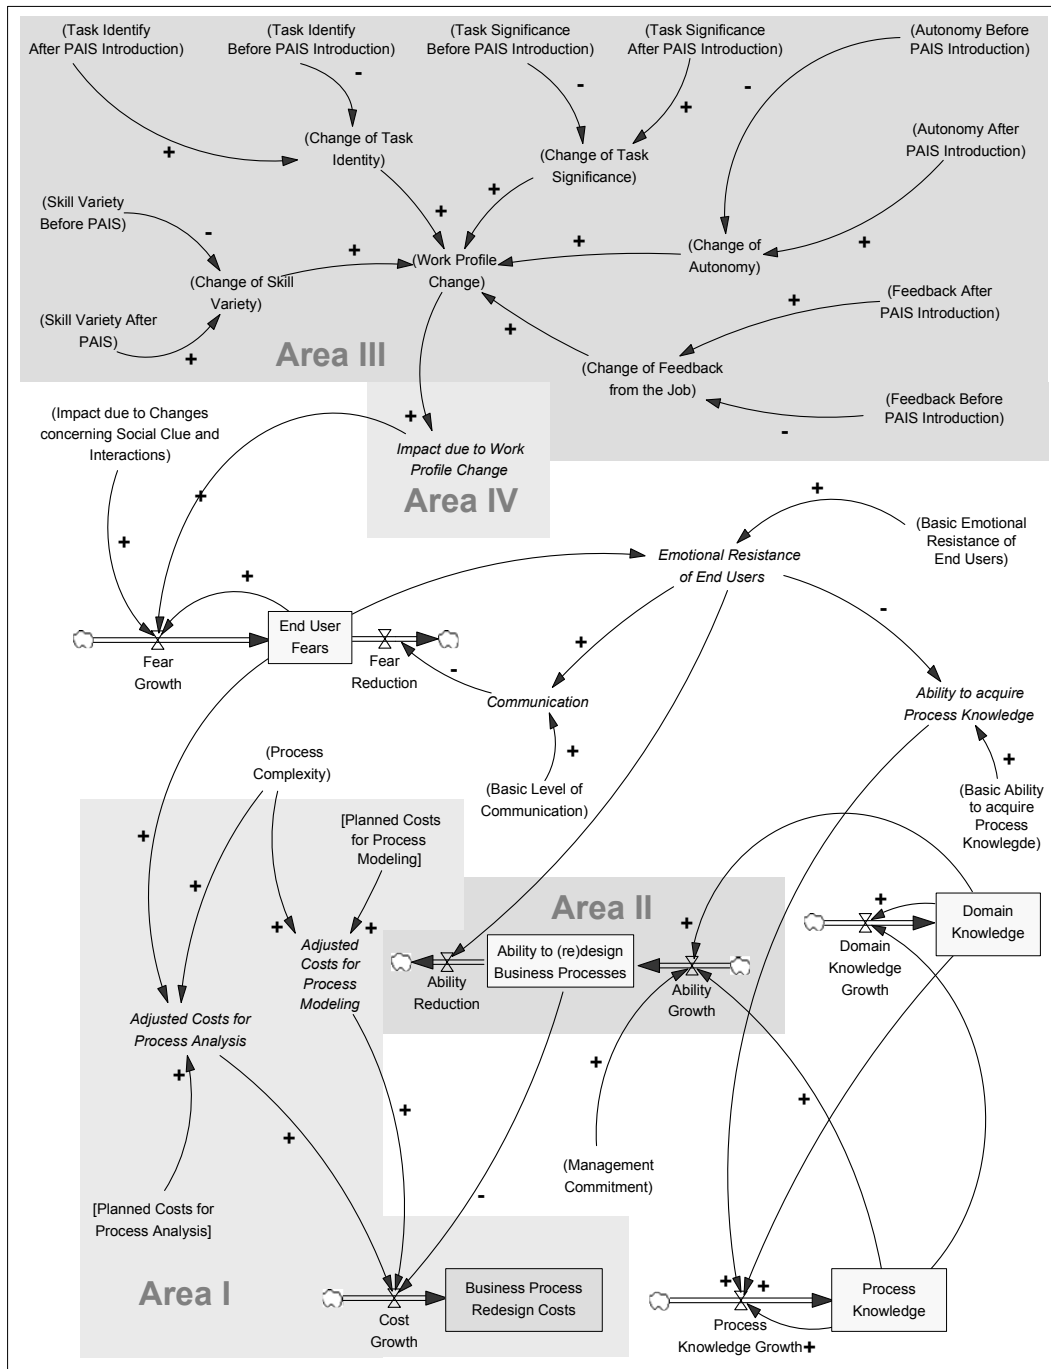 (Task Identify
After PAIS Introduction)
(Task Identify
Before PAIS Introduction)
(Task Significance
Before PAIS Introduction)
(Task Significance
After PAIS Introduction)
(Autonomy Before
PAIS Introduction)
-
-
-
+
+
(Change of Task
Identity)
(Change of Task
Significance)
(Autonomy After
PAIS Introduction)
(Skill Variety
Before PAIS)
-
+
+
+
+
+
(Change of Skill
Variety)
(Work Profile
Change)
(Change of
Autonomy)
(Skill Variety After
PAIS)
+
+
+
(Feedback After
PAIS Introduction)
Area III
(Change of Feedback
from the Job)
-
(Feedback Before
PAIS Introduction)
(Impact due to Changes
concerning Social Clue and
Interactions)
+
Impact due to Work
Profile Change
Area IV
+
+
+
+
(Basic Emotional
Resistance of
End Users)
Emotional Resistance
of End Users
-
End User
Fears
Fear
Growth
Fear
Reduction
-
+
Communication
Ability to acquire
Process Knowledge
+
+
(Process
Complexity)
(Basic Level of
Communication)
(Basic Ability
to acquire
Process
Knowlegde)
[Planned Costs
for Process
Modeling]
+
+
+
+
Adjusted
Costs for
Process
Modeling
Area II
+
+
Ability to (re)design
Business Processes
Ability
Reduction
Ability
Growth
Domain
Knowledge
Domain
Knowledge
Growth
Adjusted Costs for
Process Analysis
+
+
+
+
+
(Management
Commitment)
[Planned Costs for
Process Analysis]
-
Area I
Business Process
Redesign Costs
Cost
Growth
+
+
Process
Knowledge
Process
Knowledge Growth+